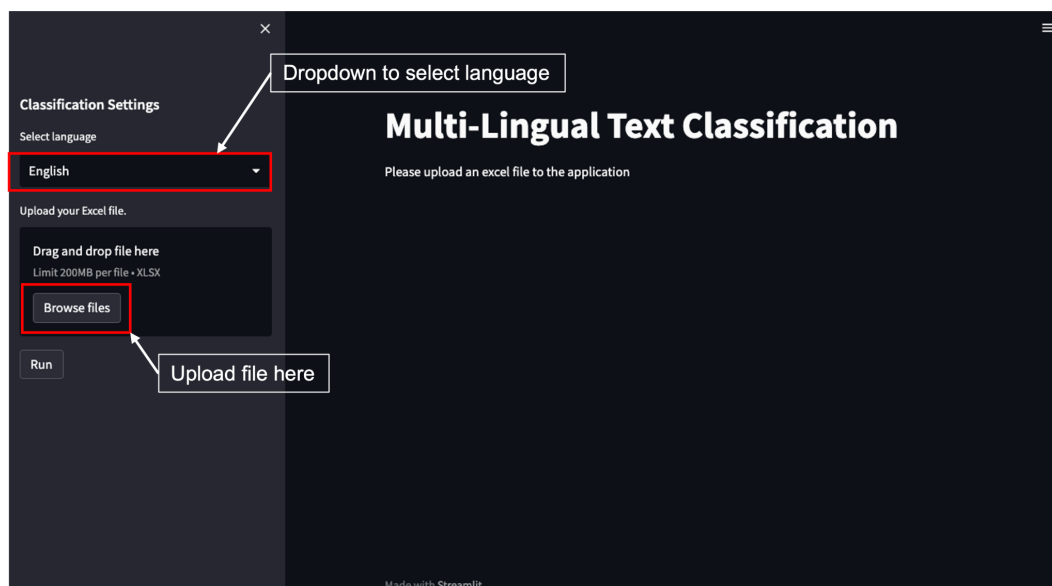 Dropdown to select language
Classification Settings
Select language
English
Upload your Excel file.
Drag and drop file here
Limit 200MB per file • XLSX
Browse files
Run
Upload file here
Multi-Lingual Text Classification
Please upload an excel file to the application
Made with Streamlit